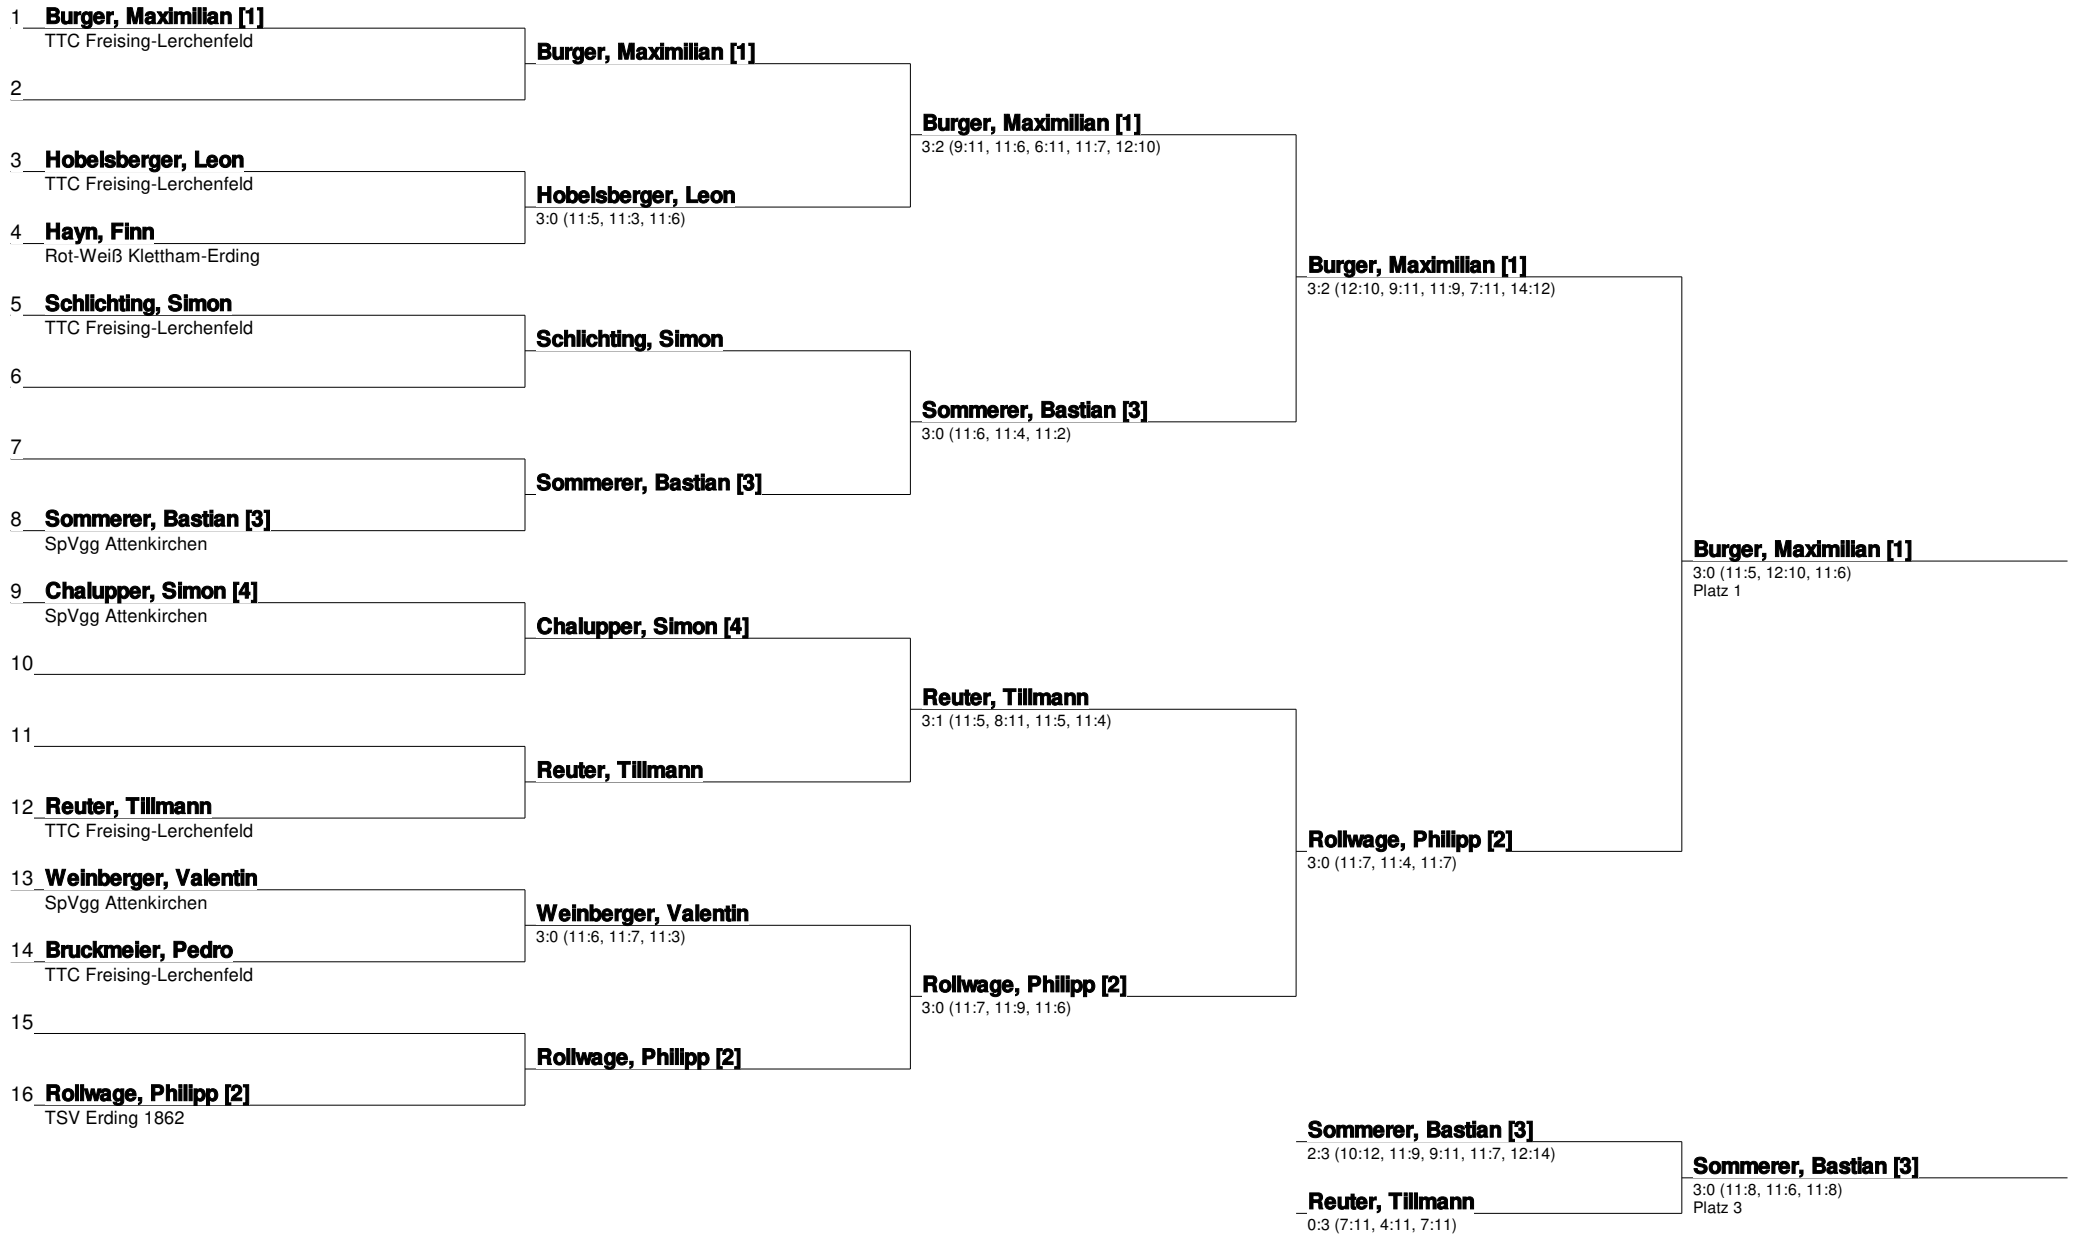 1 Burger, Maximilian [1]
TTC Freising-Lerchenfeld
2
3 Hobelsberger, Leon
TTC Freising-Lerchenfeld
4 Hayn, Finn
Rot-Weiß Klettham-Erding
5 Schlichting, Simon
TTC Freising-Lerchenfeld
6
7
8 Sommerer, Bastian [3]
SpVgg Attenkirchen
9 Chalupper, Simon [4]
SpVgg Attenkirchen
10
11
12 Reuter, Tillmann
TTC Freising-Lerchenfeld
13 Weinberger, Valentin
SpVgg Attenkirchen
14 Bruckmeier, Pedro
TTC Freising-Lerchenfeld
15
16 Rollwage, Philipp [2]
TSV Erding 1862
Burger, Maximilian [1]
Hobelsberger, Leon
3:0 (11:5, 11:3, 11:6)
Schlichting, Simon
Sommerer, Bastian [3]
Chalupper, Simon [4]
Reuter, Tillmann
Weinberger, Valentin
3:0 (11:6, 11:7, 11:3)
Rollwage, Philipp [2]
Burger, Maximilian [1]
3:2 (9:11, 11:6, 6:11, 11:7, 12:10)
Sommerer, Bastian [3]
3:0 (11:6, 11:4, 11:2)
Reuter, Tillmann
3:1 (11:5, 8:11, 11:5, 11:4)
Rollwage, Philipp [2]
3:0 (11:7, 11:9, 11:6)
Burger, Maximilian [1]
3:2 (12:10, 9:11, 11:9, 7:11, 14:12)
Rollwage, Philipp [2]
3:0 (11:7, 11:4, 11:7)
Burger, Maximilian [1]
3:0 (11:5, 12:10, 11:6)
Platz 1
Sommerer, Bastian [3]
2:3 (10:12, 11:9, 9:11, 11:7, 12:14)
Reuter, Tillmann
0:3 (7:11, 4:11, 7:11)
Sommerer, Bastian [3]
3:0 (11:8, 11:6, 11:8)
Platz 3